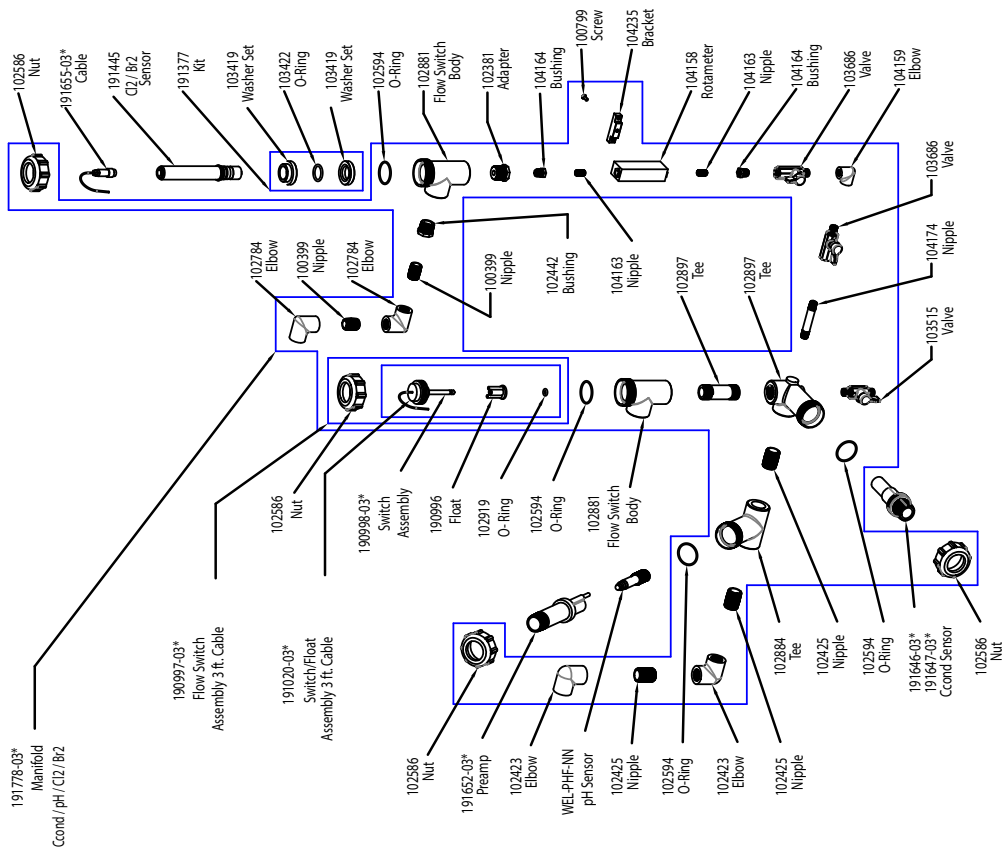 102586
Nut
191655-03*
Cable
191445
Cl2 / Br2
Sensor
191377
Kit
103419
Washer Set
103422
O-Ring
103419
Washer Set
102594
O-Ring
102881
Flow Switch
Body
102381
Adapter
104164
Bushing
100799
Screw
104235
Bracket
104158
Rotameter
104163
Nipple
104164
Bushing
103686
Valve
104159
Elbow
102784
Elbow
100399
Nipple
102784
Elbow
100399
Nipple
102442
Bushing
104163
Nipple
102897
Tee
102897
Tee
103686
Valve
104174
Nipple
103515
Valve
102586
Nut
190998-03*
Switch
Assembly
190996
Float
102919
O-Ring
102594
O-Ring
102881
Flow Switch
Body
191778-03*
Manifold
Ccond / pH / Cl2 / Br2
190997-03*
Flow Switch
Assembly 3 ft. Cable
191020-03*
Switch/Float
Assembly 3 ft. Cable
102586
Nut
191652-03*
Preamp
102423
Elbow
WEL-PHF-NN
pH Sensor
102425
Nipple
102594
O-Ring
102423
Elbow
102425
Nipple
102884
Tee
102425
Nipple
102594
O-Ring
191646-03*
191647-03*
Ccond Sensor
102586
Nut